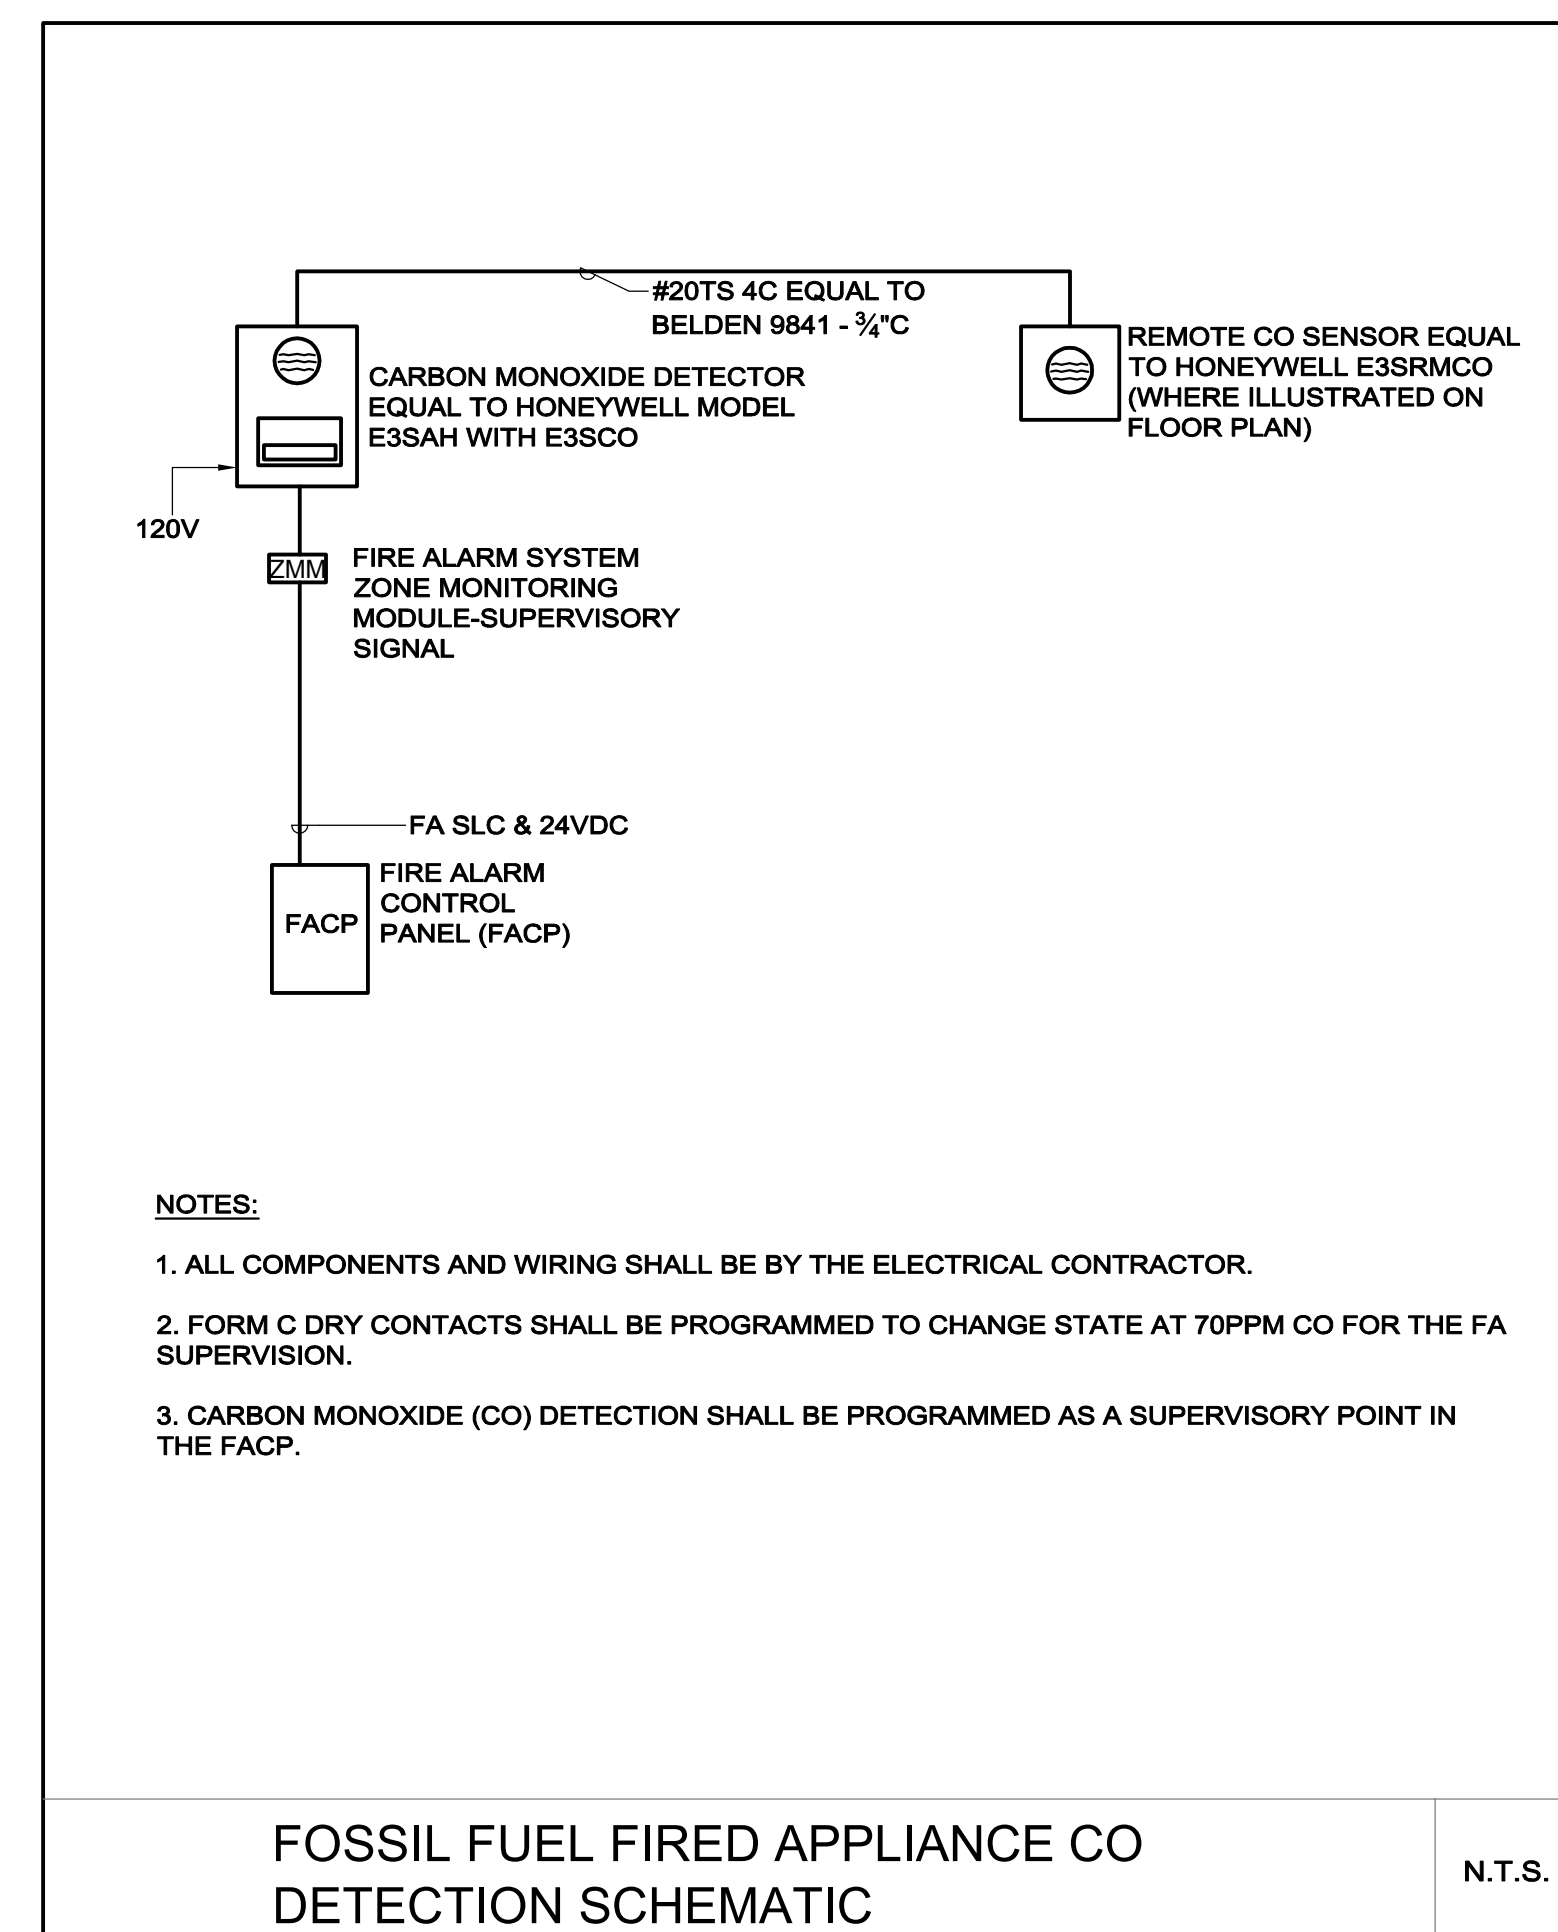 #20TS 4C EQUAL TO
BELDEN 9841 - ¾"C
REMOTE CO SENSOR EQUAL
TO HONEYWELL E3SRMCO
(WHERE ILLUSTRATED ON
FLOOR PLAN)
CARBON MONOXIDE DETECTOR
EQUAL TO HONEYWELL MODEL
E3SAH WITH E3SCO
120V
ZMM
FIRE ALARM SYSTEM
ZONE MONITORING
MODULE-SUPERVISORY
SIGNAL
FA SLC & 24VDC
FIRE ALARM
CONTROL
PANEL (FACP)
FACP
NOTES:
1. ALL COMPONENTS AND WIRING SHALL BE BY THE ELECTRICAL CONTRACTOR.
2. FORM C DRY CONTACTS SHALL BE PROGRAMMED TO CHANGE STATE AT 70PPM CO FOR THE FA
SUPERVISION.
3. CARBON MONOXIDE (CO) DETECTION SHALL BE PROGRAMMED AS A SUPERVISORY POINT IN
THE FACP.
FOSSIL FUEL FIRED APPLIANCE CO
DETECTION SCHEMATIC
N.T.S.